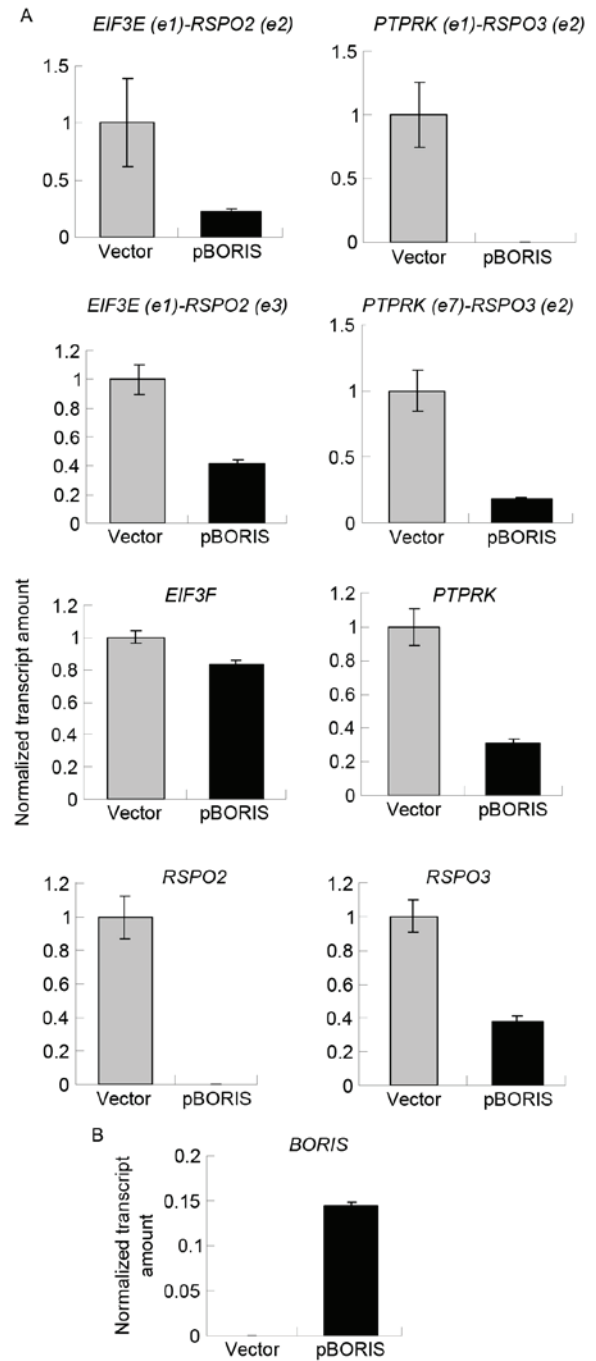 A
EIF3E (e1)-RSPO2 (e2)
1.5
1
0.5
0
Vector pBORIS
PTPRK (e1)-RSPO3 (e2)
1.5
1
0.5
0
Vector pBORIS
EIF3E (e1)-RSPO2 (e3)
1.2
1
0.8
0.6
0.4
0.2
0
Vector pBORIS
PTPRK (e7)-RSPO3 (e2)
1.5
1
0.5
0
Vector pBORIS
Normalized transcript amount
EIF3F
1.2
1
0.8
0.6
0.4
0.2
0
Vector pBORIS
PTPRK
1.2
1
0.8
0.6
0.4
0.2
0
Vector pBORIS
RSPO2
1.2
1
0.8
0.6
0.4
0.2
0
Vector pBORIS
RSPO3
1.2
1
0.8
0.6
0.4
0.2
0
Vector pBORIS
B
BORIS
Normalized transcript
amount
0.2
0.15
0.1
0.05
0
Vector pBORIS